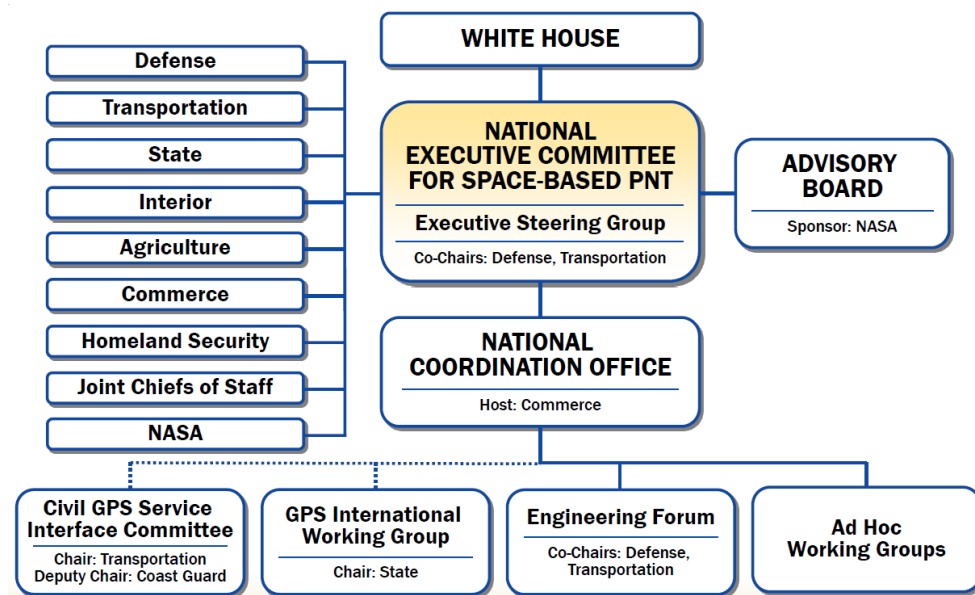 WHITE HOUSE
Defense
Transportation
State
Interior
Agriculture
Commerce
Homeland Security
Joint Chiefs of Staff
NASA
NATIONAL
EXECUTIVE COMMITTEE
FOR SPACE-BASED PNT
Executive Steering Group
Co-Chairs: Defense, Transportation
ADVISORY
BOARD
Sponsor: NASA
NATIONAL
COORDINATION OFFICE
Host: Commerce
Civil GPS Service
Interface Committee
Chair: Transportation
Deputy Chair: Coast Guard
GPS International
Working Group
Chair: State
Engineering Forum
Co-Chairs: Defense,
Transportation
Ad Hoc
Working Groups